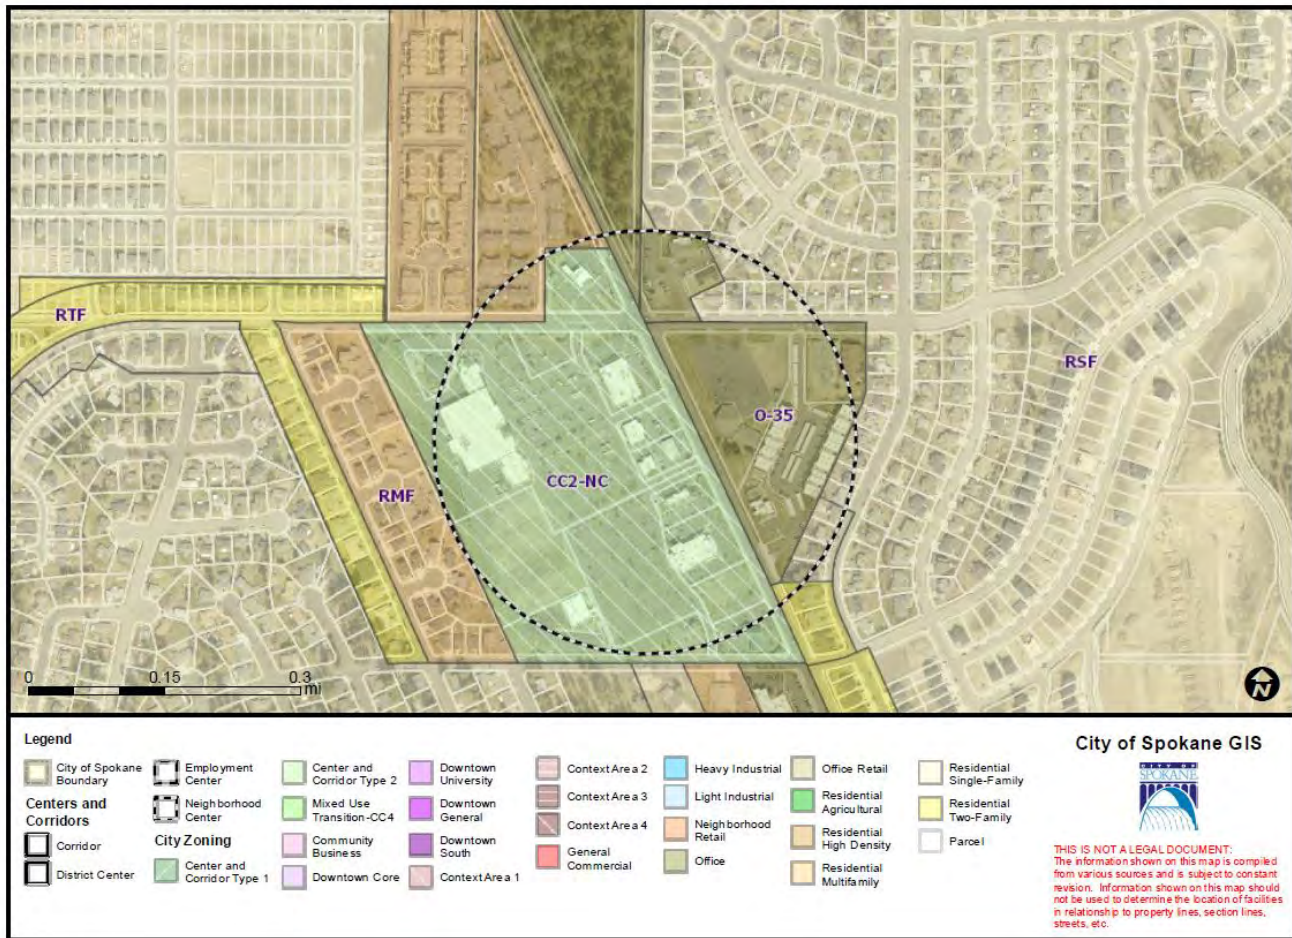 RTF
RSF
O-35
CC2-NC
RMF
0
0.15
0.3
mi
N
Legend
City of Spokane
Boundary
Centers and
Corridors
Corridor
District Center
Employment
Center
Neighborhood
Center
City Zoning
Center and
Corridor Type 1
Center and
Corridor Type 2
Mixed Use
Transition-CC4
Community
Business
Downtown Core
Downtown
University
Downtown
General
Downtown
South
Context Area 1
Context Area 2
Context Area 3
Context Area 4
General
Commercial
Heavy Industrial
Light Industrial
Neighborhood
Retail
Office
Office Retail
Residential
Agricultural
Residential
High Density
Residential
Multifamily
Residential
Single-Family
Residential
Two-Family
Parcel
City of Spokane GIS
CITY OF
SPOKANE
THIS IS NOT A LEGAL DOCUMENT:
The information shown on this map is compiled
from various sources and is subject to constant
revision. Information shown on this map should
not be used to determine the location of facilities
in relationship to property lines, section lines,
streets, etc.